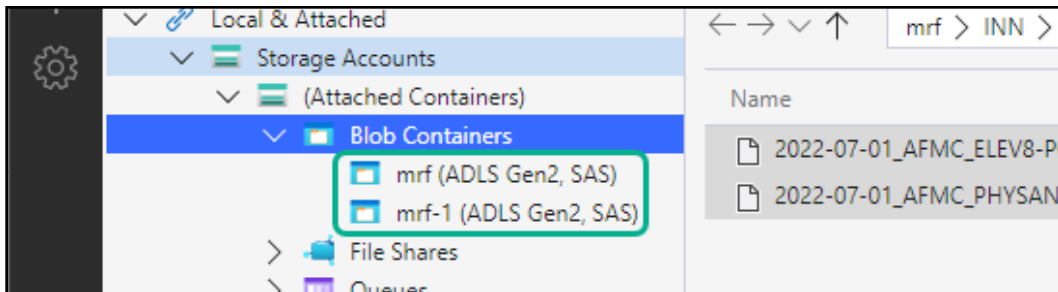 Local & Attached
Storage Accounts
(Attached Containers)
Blob Containers
mrf (ADLS Gen2, SAS)
mrf-1 (ADLS Gen2, SAS)
File Shares
Queues
mrf > INN >
Name
2022-07-01_AFMC_ELEV8-P
2022-07-01_AFMC_PHYSAN